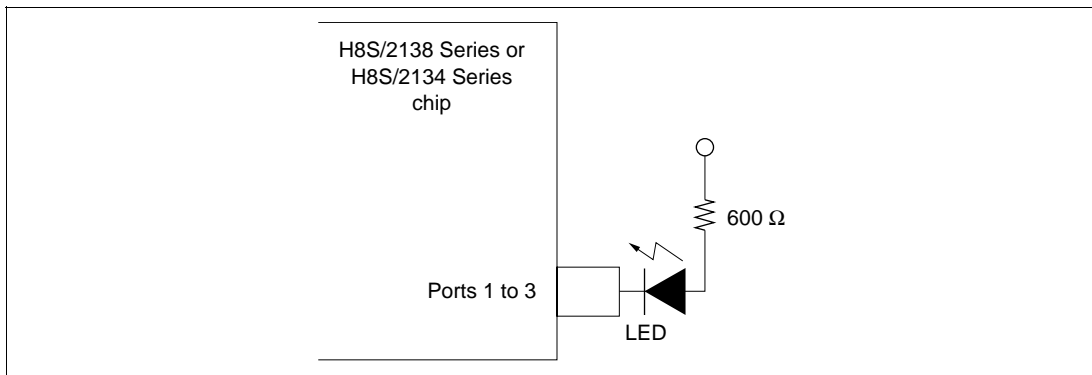 H8S/2138 Series or
H8S/2134 Series
chip
600 Ω
Ports 1 to 3
LED